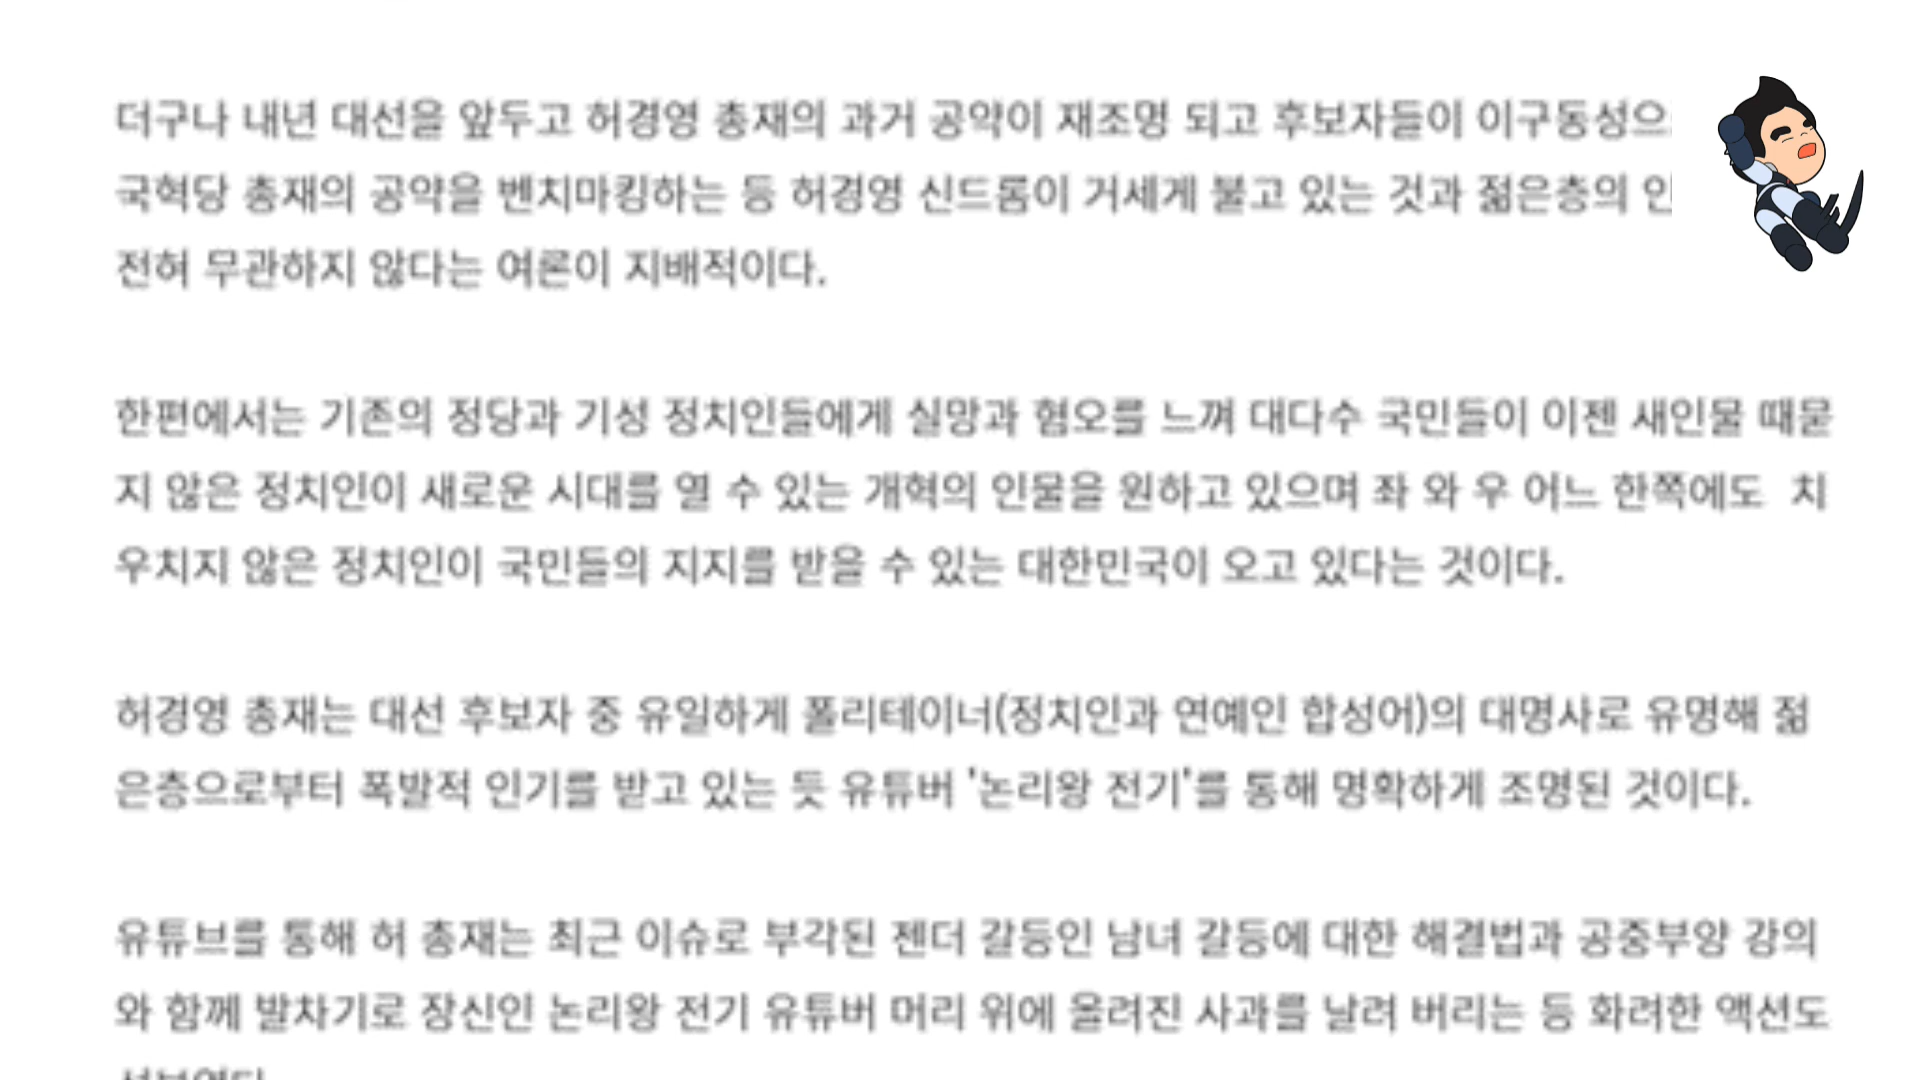 더구나 내년 대선을 앞두고 허경영 총재의 과거 공약이 재조명 되고 후보자들이 이구동성으
국혁당 총재의 공약을 벤치마킹하는 등 허경영 신드롬이 거세게 불고 있는 것과 젊은층의
전혀 무관하지 않다는 여론이 지배적이다.
한편에서는 기존의 정당과 기성 정치인들에게 실망과 혐오를 느껴 대다수 국민들이 이젠 새인물 때묻
지 않은 정치인이 새로운 시대를 열 수 있는 개혁의 인물을 원하고 있으며 좌 와 우 어느 한쪽에도 치
우치지 않은 정치인이 국민들의 지지를 받을 수 있는 대한민국이 오고 있다는 것이다.
허경영 총재는 대선 후보자 중 유일하게 폴리테이너(정치인과 연예인 합성어)의 대명사로 유명해 젊
은층으로부터 폭발적 인기를 받고 있는 듯 유튜버 '논리왕 전기'를 통해 명확하게 조명된 것이다.
유튜브를 통해 허 총재는 최근 이슈로 부각된 젠더 갈등인 남녀 갈등에 대한 해결법과 공중부양 강의
와 함께 발차기로 장신인 논리왕 전기 유튜버 머리 위에 올려진 사과를 날려 버리는 등 화려한 액션도